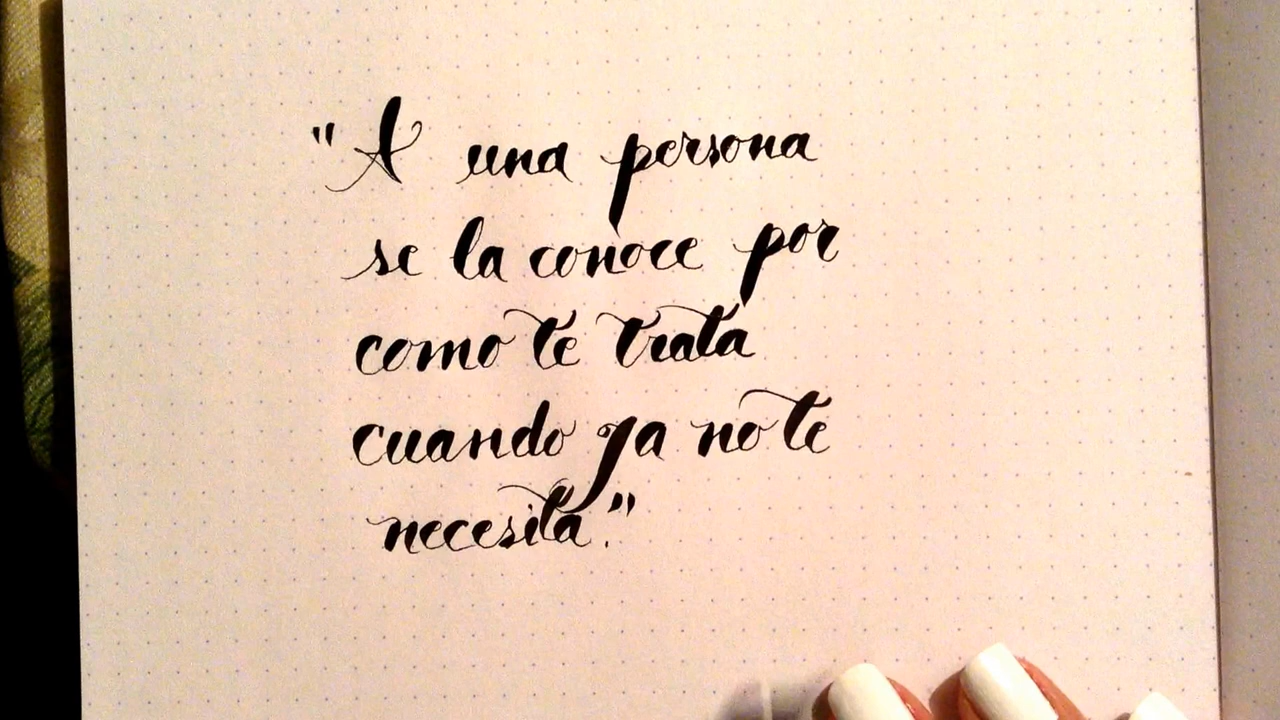 "A una persona
se la conoce por
como te trata
cuando ya no te
necesita."